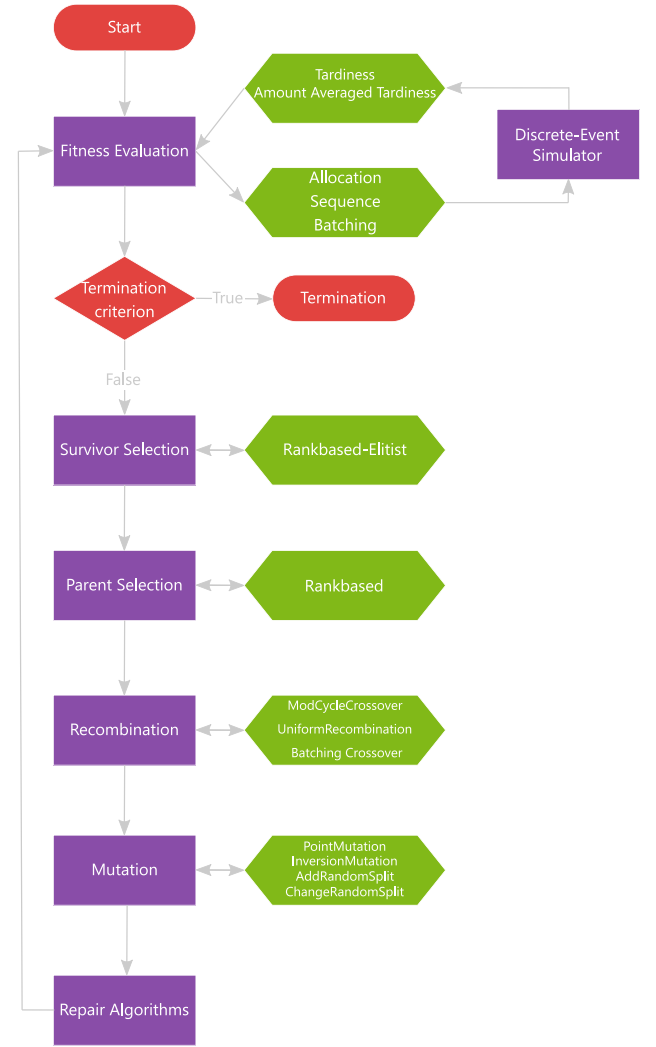 Start
Tardiness
Amount Averaged Tardiness
Discrete-Event
Simulator
Fitness Evaluation
Allocation
Sequence
Batching
Termination
criterion
True
Termination
False
Survivor Selection
Rankbased-Elitist
Parent Selection
Rankbased
Recombination
ModCycleCrossover
UniformRecombination
Batching Crossover
Mutation
PointMutation
InversionMutation
AddRandomSplit
ChangeRandomSplit
Repair Algorithms